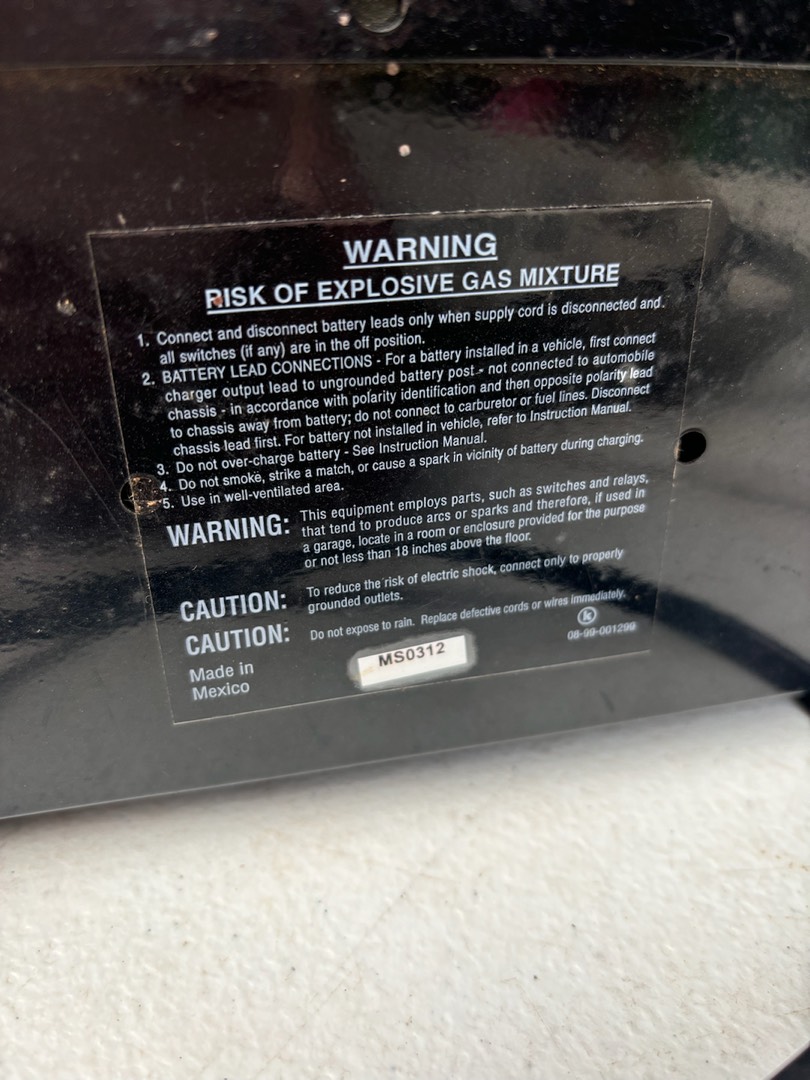 WARNING
RISK OF EXPLOSIVE GAS MIXTURE
1. Connect and disconnect battery leads only when supply cord is disconnected and.
all switches (if any) are in the off position.
2. BATTERY LEAD CONNECTIONS - For a battery installed in a vehicle, first connect
charger output lead to ungrounded battery post - not connected to automobile
chassis - in accordance with polarity identification and then opposite polarity lead
to chassis away from battery; do not connect to carburetor or fuel lines. Disconnect
chassis lead first. For battery not installed in vehicle, refer to Instruction Manual.
3. Do not over-charge battery - See Instruction Manual.
4. Do not smoke, strike a match, or cause a spark in vicinity of battery during charging.
5. Use in well-ventilated area.
WARNING: This equipment employs parts, such as switches and relays,
that tend to produce arcs or sparks and therefore, if used in
a garage, locate in a room or enclosure provided for the purpose
or not less than 18 inches above the floor.
CAUTION: To reduce the risk of electric shock, connect only to properly
grounded outlets.
CAUTION: Do not expose to rain. Replace defective cords or wires immediately.
Made in
Mexico
MS0312
k
08-99-001299